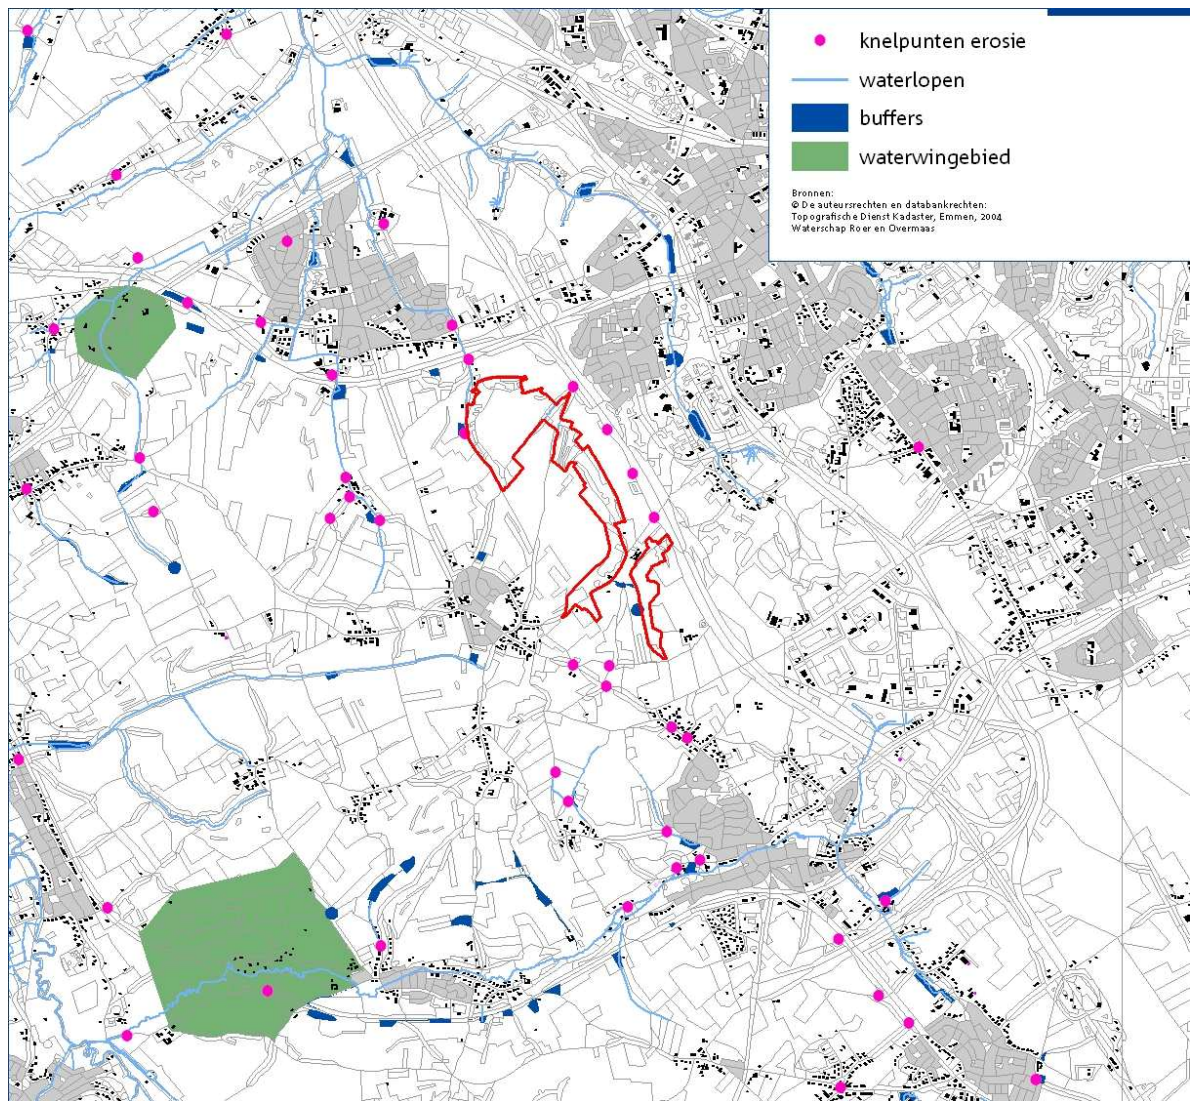 knelpunten erosie
waterlopen
buffers
waterwingebied
Bronnen:
© De auteursrechten en databankrechten:
Topografische Dienst Kadaster, Emmen, 2004
Waterschap Roer en Overmaas
P